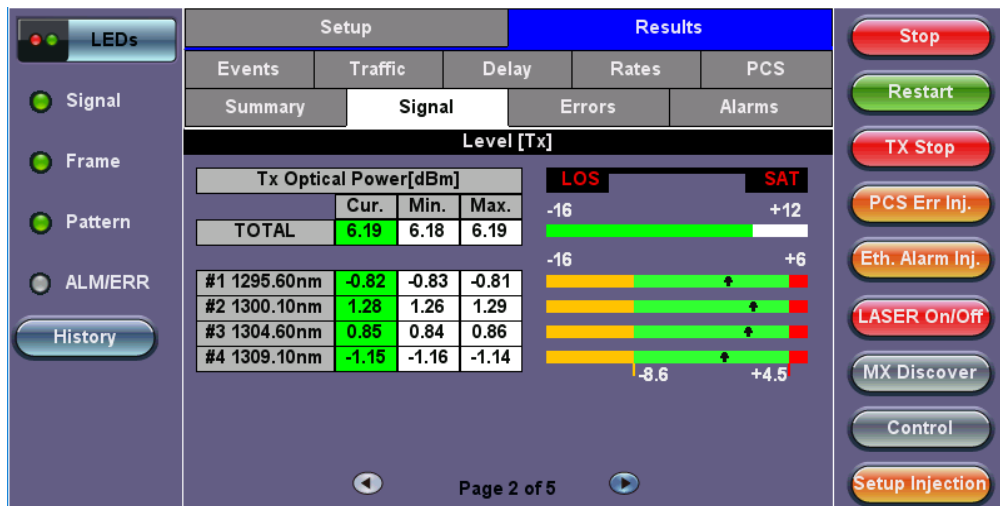 LEDs
Signal
Frame
Pattern
ALM/ERR
History
Setup Results
Events Traffic Delay Rates PCS
Summary Signal Errors Alarms
Level [Tx]
Tx Optical Power[dBm]
Cur. Min. Max.
TOTAL 6.19 6.18 6.19
#1 1295.60nm -0.82 -0.83 -0.81
#2 1300.10nm 1.28 1.26 1.29
#3 1304.60nm 0.85 0.84 0.86
#4 1309.10nm -1.15 -1.16 -1.14
LOS SAT
-16 +12
-16 +6
-8.6 +4.5
Page 2 of 5
Stop
Restart
TX Stop
PCS Err Inj.
Eth. Alarm Inj.
LASER On/Off
MX Discover
Control
Setup Injection